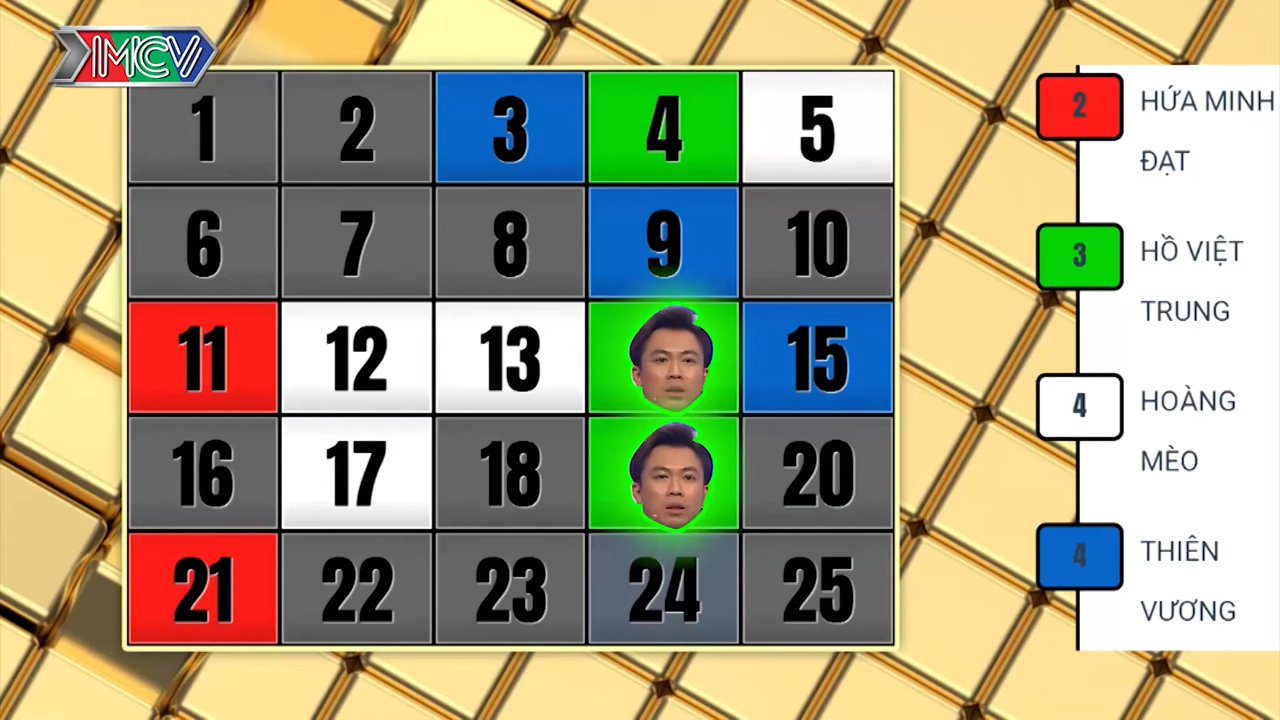 MCV
1 2 3 4 5
6 7 8 9 10
11 12 13 15
16 17 18 20
21 22 23 24 25
2 HỨA MINH
ĐẠT
3 HỒ VIỆT
TRUNG
4 HOÀNG
MÈO
4 THIÊN
VƯƠNG